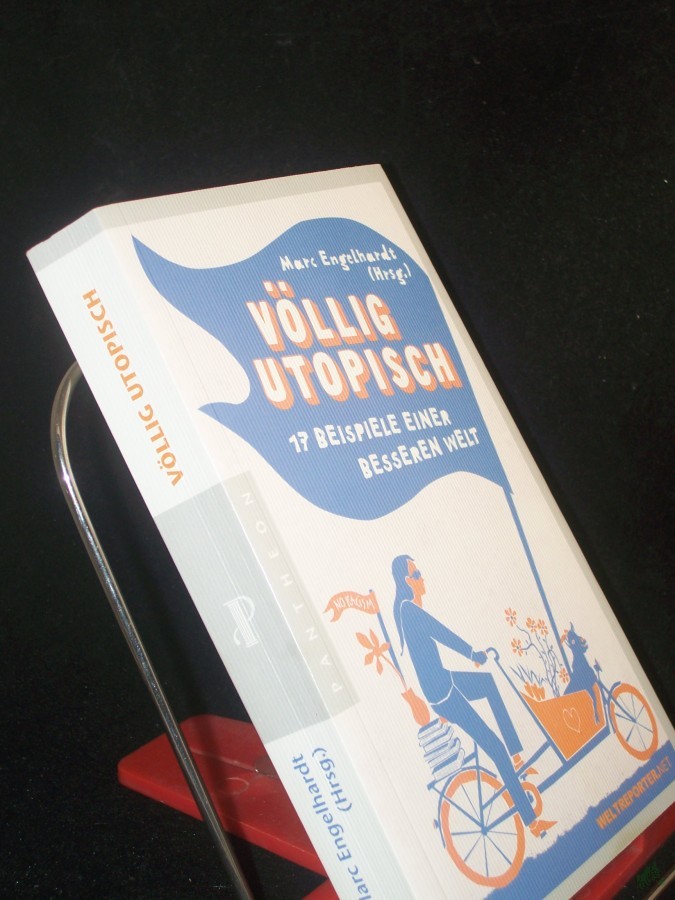 Marc Engelhardt
(Hrsg.)
VÖLLIG
UTOPISCH
17 BEISPIELE EINER
BESSEREN WELT
WELTREPORTER.NET
VÖLLIG UTOPISCH
PANTHEON
Marc Engelhardt
(Hrsg.)